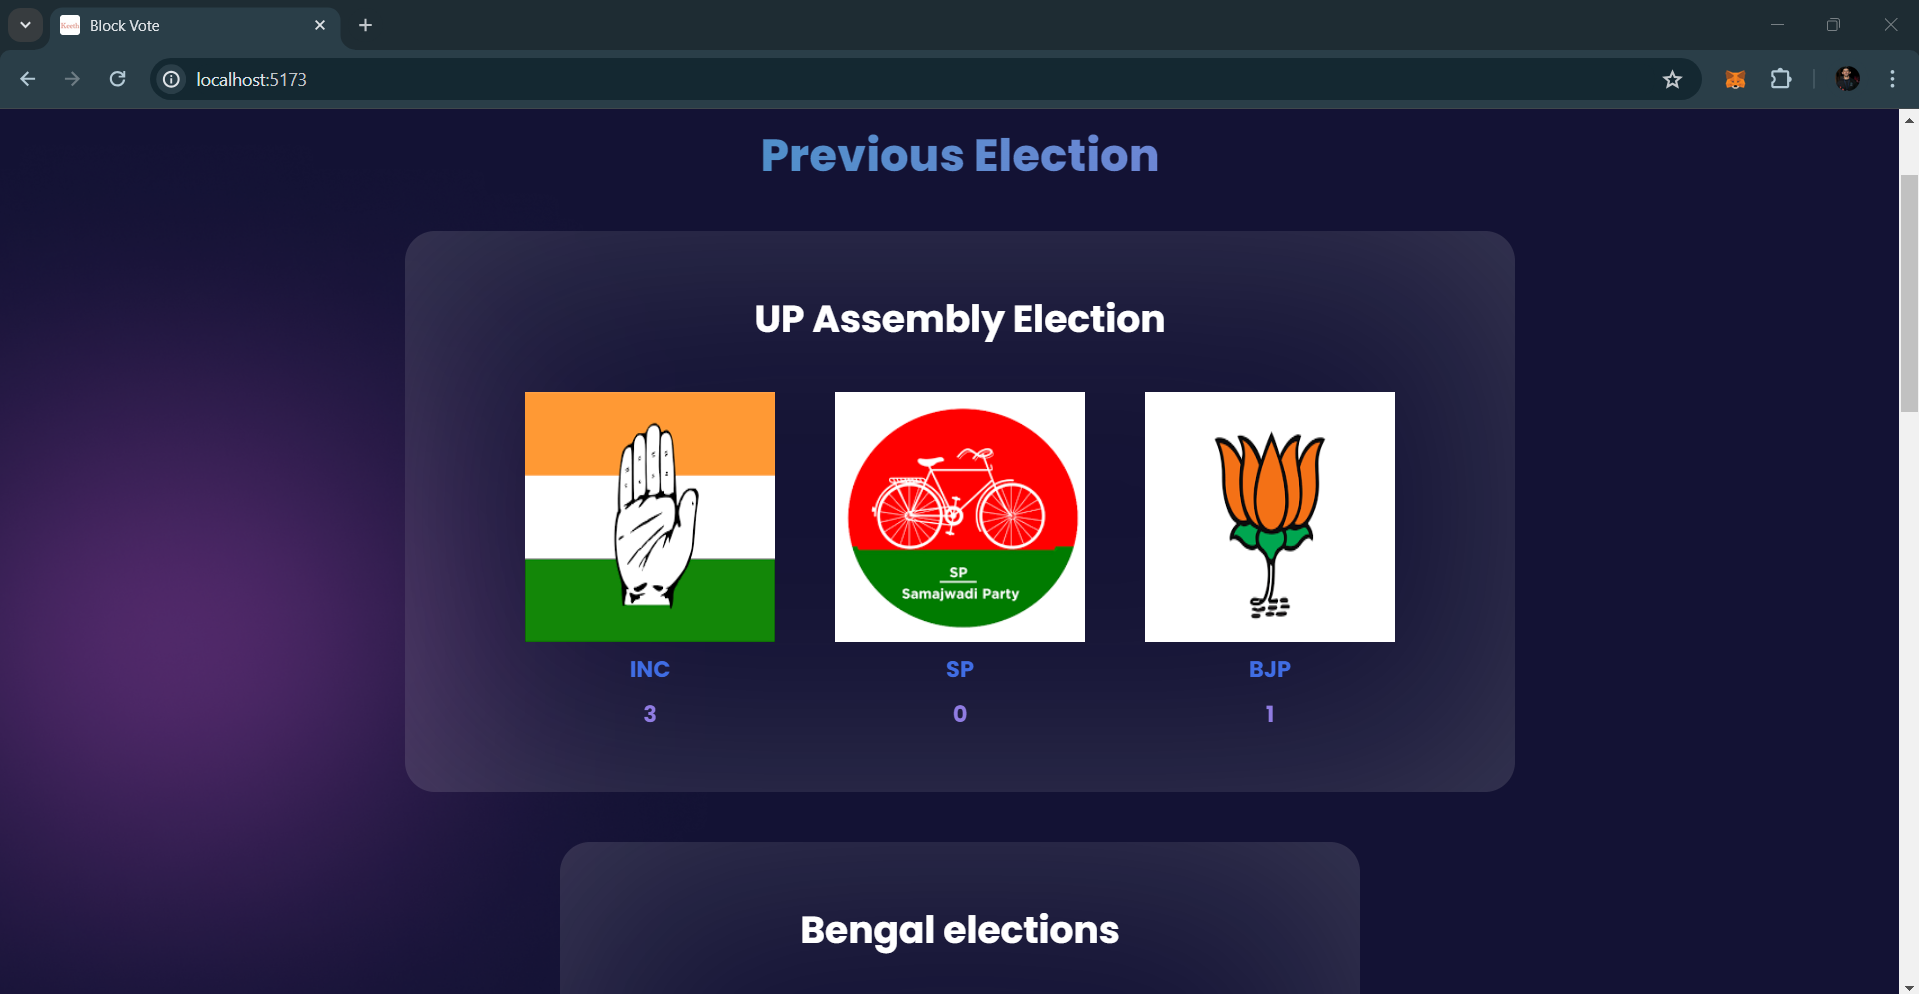 Block Vote
localhost:5173
Previous Election
UP Assembly Election
SP
Samajwadi Party
INC
SP
BJP
3
0
1
Bengal elections